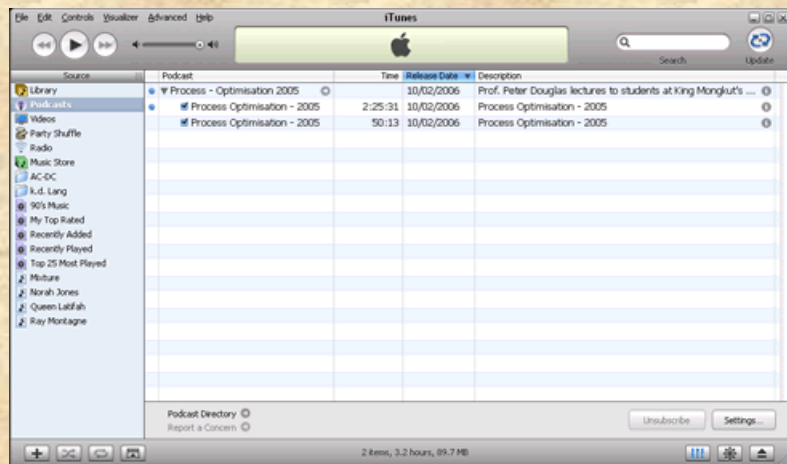 File Edit Controls Visualizer Advanced Help
iTunes
Search
Update
Source
Podcast Time Release Date Description
Library
Podcasts
Videos
Party Shuffle
Radio
Music Store
AC-DC
k.d. Lang
90's Music
My Top Rated
Recently Added
Recently Played
Top 25 Most Played
Mixture
Norah Jones
Queen Latifah
Ray Montagne
Process - Optimisation 2005 10/02/2006 Prof. Peter Douglas lectures to students at King Mongkut's ...
Process Optimisation - 2005 2:25:31 10/02/2006 Process Optimisation - 2005
Process Optimisation - 2005 50:13 10/02/2006 Process Optimisation - 2005
Podcast Directory
Report a Concern
Unsubscribe Settings...
2 items, 3.2 hours, 89.7 MB